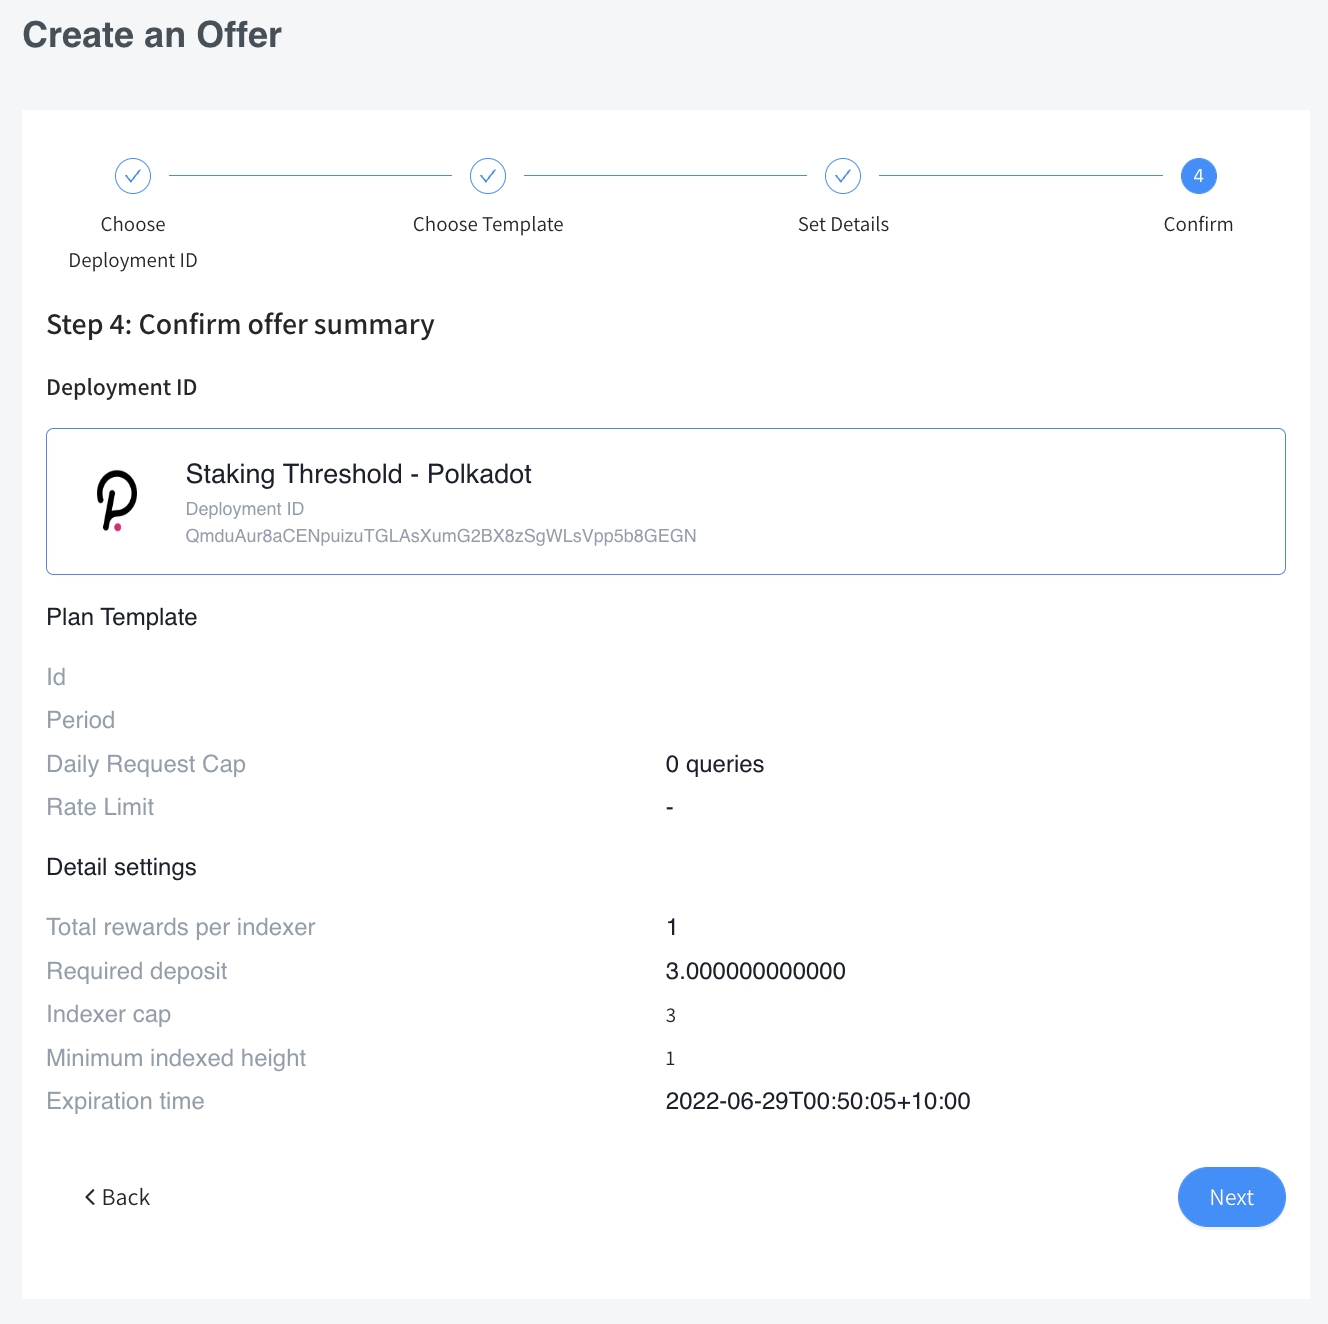 Create an Offer
4
Choose
Deployment ID
Choose Template
Set Details
Confirm
Step 4: Confirm offer summary
Deployment ID
Staking Threshold - Polkadot
Deployment ID
QmduAur8aCENpuizuTGLAsXumG2BX8zSgWLsVpp5b8GEGN
Plan Template
Id
Period
Daily Request Cap 0 queries
Rate Limit -
Detail settings
Total rewards per indexer 1
Required deposit 3.000000000000
Indexer cap 3
Minimum indexed height 1
Expiration time 2022-06-29T00:50:05+10:00
Back
Next